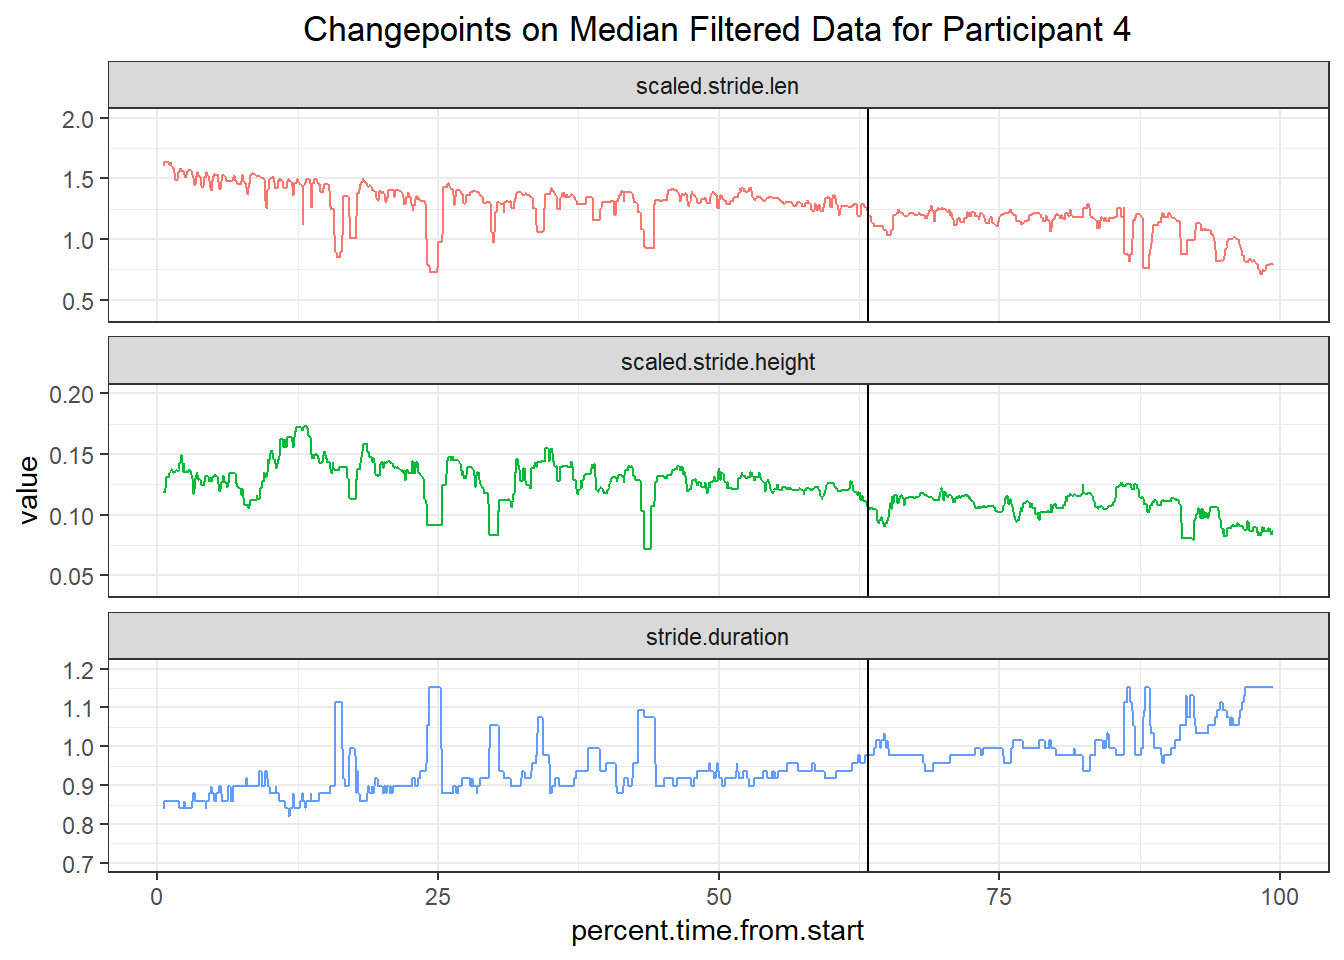 Changepoints on Median Filtered Data for Participant 4
scaled.stride.len
2.0
1.5
1.0
0.5
scaled.stride.height
0.20
0.15
0.10
0.05
value
stride.duration
1.2
1.1
1.0
0.9
0.8
0.7
0 25 50 75 100
percent.time.from.start